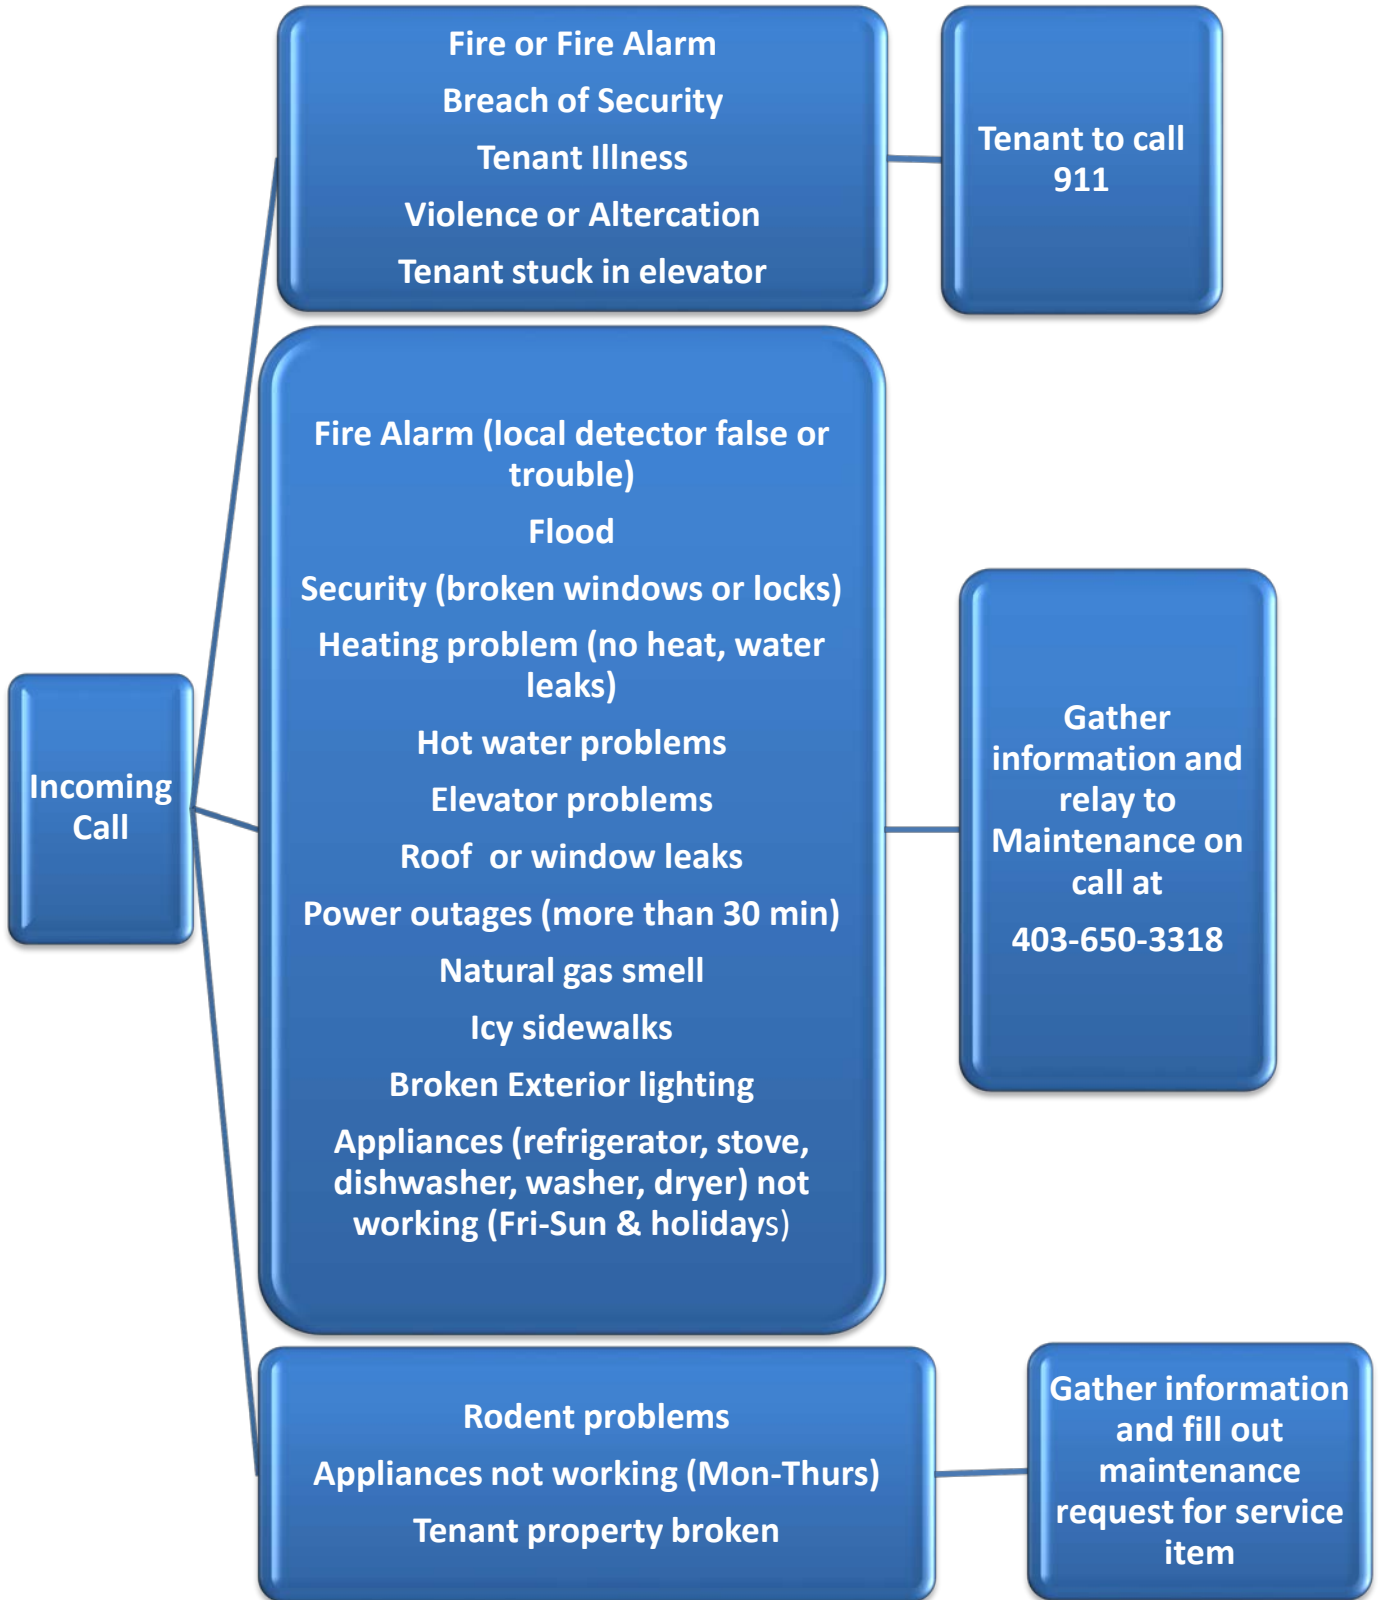 Fire or Fire Alarm
Breach of Security
Tenant Illness
Violence or Altercation
Tenant stuck in elevator
Tenant to call
911
Incoming
Call
Fire Alarm (local detector false or
trouble)
Flood
Security (broken windows or locks)
Heating problem (no heat, water
leaks)
Hot water problems
Elevator problems
Roof  or window leaks
Power outages (more than 30 min)
Natural gas smell
Icy sidewalks
Broken Exterior lighting
Appliances (refrigerator, stove,
dishwasher, washer, dryer) not
working (Fri-Sun & holidays)
Gather
information and
relay to
Maintenance on
call at
403-650-3318
Rodent problems
Appliances not working (Mon-Thurs)
Tenant property broken
Gather information
and fill out
maintenance
request for service
item